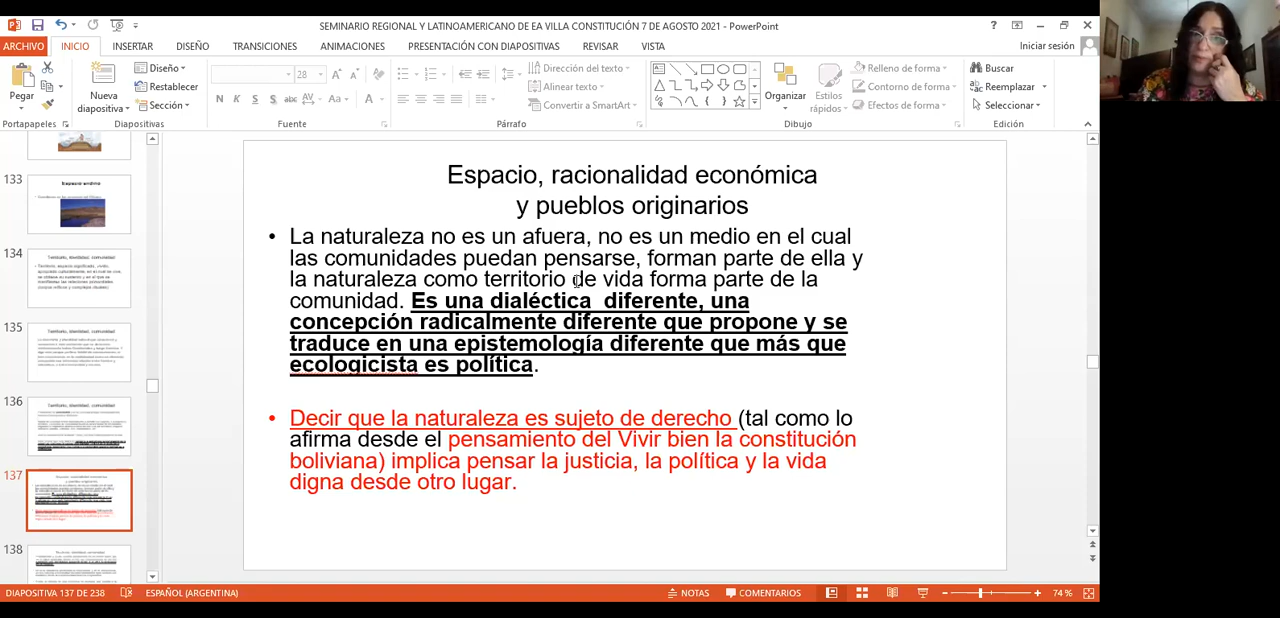 SEMINARIO REGIONAL Y LATINOAMERICANO DE EA VILLA CONSTITUCIÓN 7 DE AGOSTO 2021 - PowerPoint
ARCHIVO INICIO INSERTAR DISEÑO TRANSICIONES ANIMACIONES PRESENTACIÓN CON DIAPOSITIVAS REVISAR VISTA Iniciar sesión
Pegar
Nueva
diapositiva
Diseño
Restablecer
Sección
28
N K S S abc AV Aa A
Dirección del texto
Alinear texto
Convertir a SmartArt
Organizar
Estilos
rápidos
Relleno de forma
Contorno de forma
Efectos de forma
Buscar
Reemplazar
Seleccionar
Portapapeles Diapositivas Fuente Párrafo Dibujo Edición
133
Espacio andino
134
Territorio, identidad, comunidad
135
Territorio, identidad, comunidad
136
Territorio, identidad, comunidad
137
138
Espacio, racionalidad económica
y pueblos originarios
• La naturaleza no es un afuera, no es un medio en el cual
las comunidades puedan pensarse, forman parte de ella y
la naturaleza como territorio de vida forma parte de la
comunidad. Es una dialéctica diferente, una
concepción radicalmente diferente que propone y se
traduce en una epistemología diferente que más que
ecologicista es política.
• Decir que la naturaleza es sujeto de derecho (tal como lo
afirma desde el pensamiento del Vivir bien la constitución
boliviana) implica pensar la justicia, la política y la vida
digna desde otro lugar.
DIAPOSITIVA 137 DE 238 ESPAÑOL (ARGENTINA) NOTAS COMENTARIOS 74 %